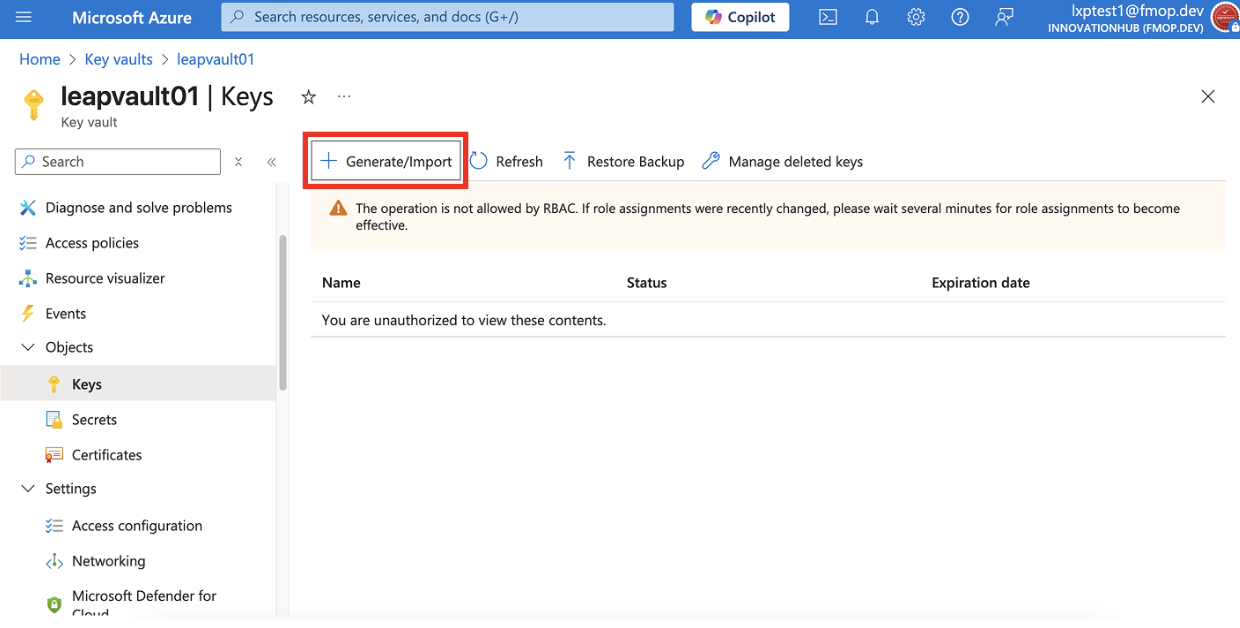 Microsoft Azure
Search resources, services, and docs (G+/)
Copilot
lxptest1@fmop.dev
INNOVATIONHUB (FMOP.DEV)
Home > Key vaults > leapvault01
leapvault01 | Keys
Key vault
Search
Diagnose and solve problems
Access policies
Resource visualizer
Events
Objects
Keys
Secrets
Certificates
Settings
Access configuration
Networking
Microsoft Defender for
Cloud
Generate/Import Refresh Restore Backup Manage deleted keys
The operation is not allowed by RBAC. If role assignments were recently changed, please wait several minutes for role assignments to become
effective.
Name Status Expiration date
You are unauthorized to view these contents.